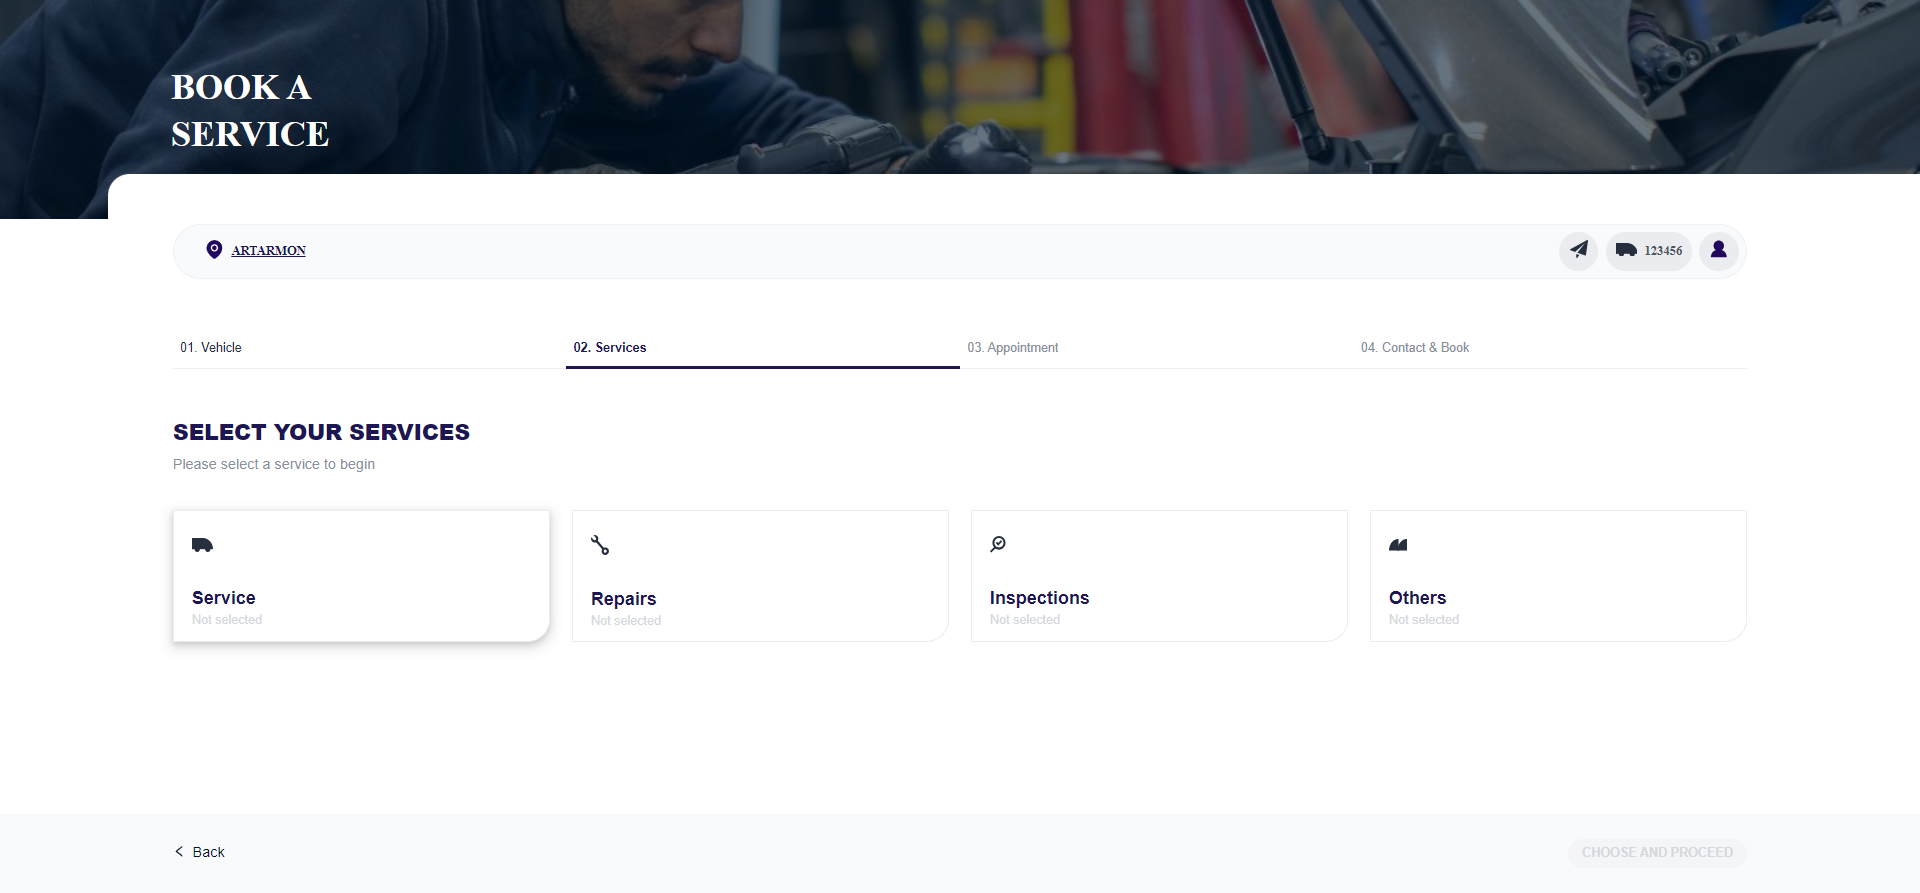 BOOK A
SERVICE
ARTARMON
123456
01. Vehicle
02. Services
03. Appointment
04. Contact & Book
SELECT YOUR SERVICES
Please select a service to begin
Service
Not selected
Repairs
Not selected
Inspections
Not selected
Others
Not selected
Back
CHOOSE AND PROCEED